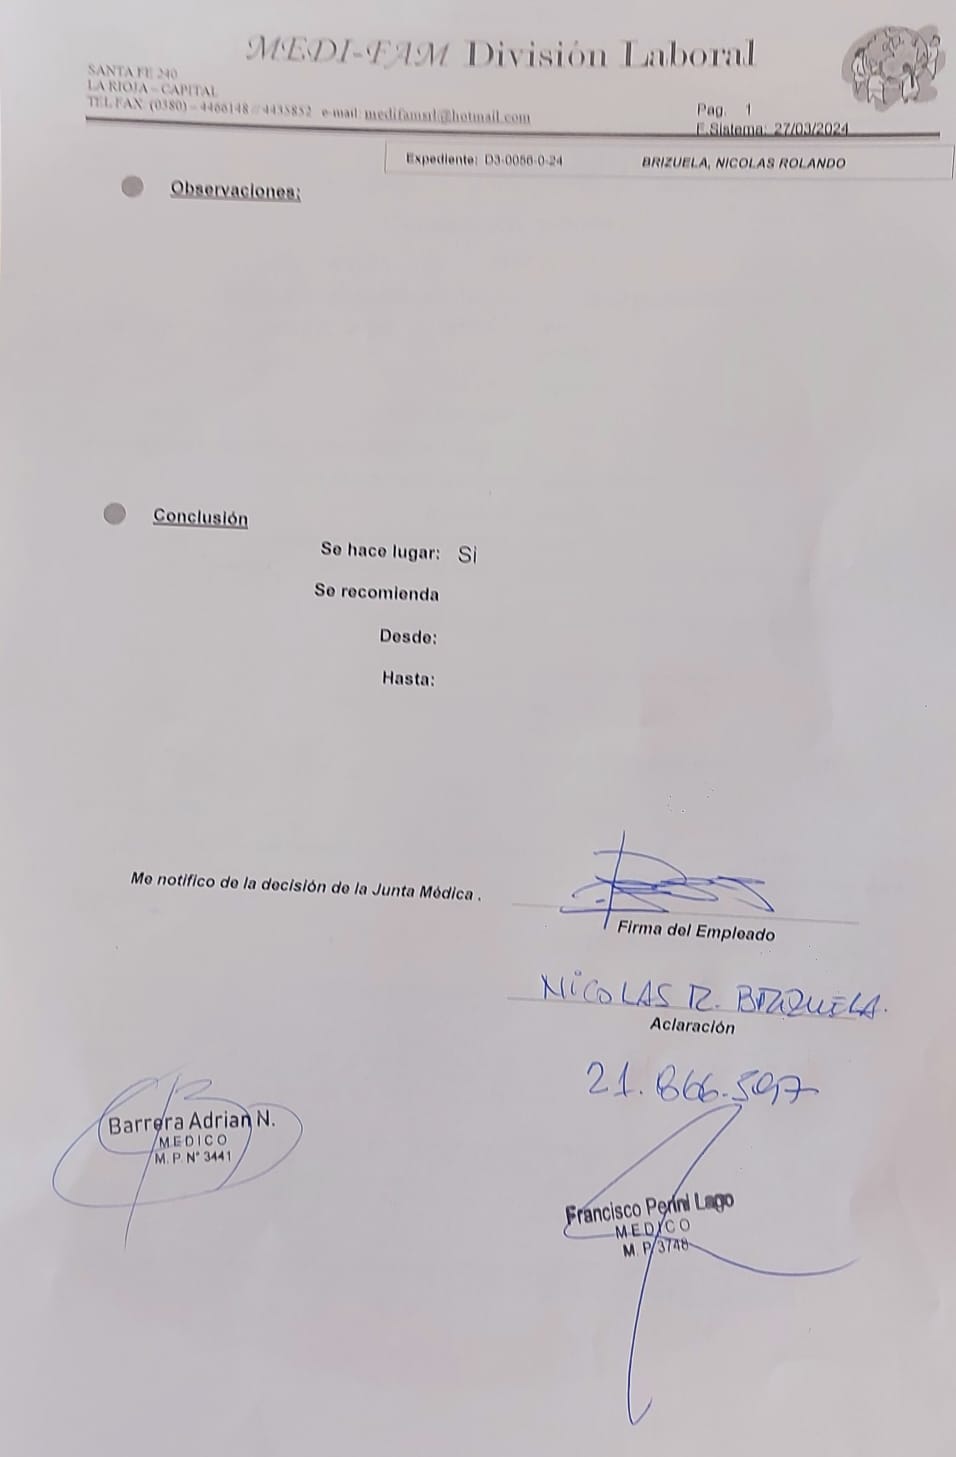 MEDI-FAM División Laboral
SANTA FE 240
LA RIOJA – CAPITAL
TEL FAX (0380) – 4466148 // 4435852 e-mail: medifamsrl@hotmail.com
Pag. 1
F.Sistema: 27/03/2024
Expediente: D3-0056-0-24 BRIZUELA, NICOLAS ROLANDO
Observaciones:
Conclusión
Se hace lugar: Si
Se recomienda
Desde:
Hasta:
Me notifico de la decisión de la Junta Médica .
Firma del Empleado
NICOLAS R. BRIZUELA.
Aclaración
21.866.597
Barrera Adrian N.
MEDICO
M. P. N° 3441
Francisco Perini Lago
MEDICO
M. P. 3748